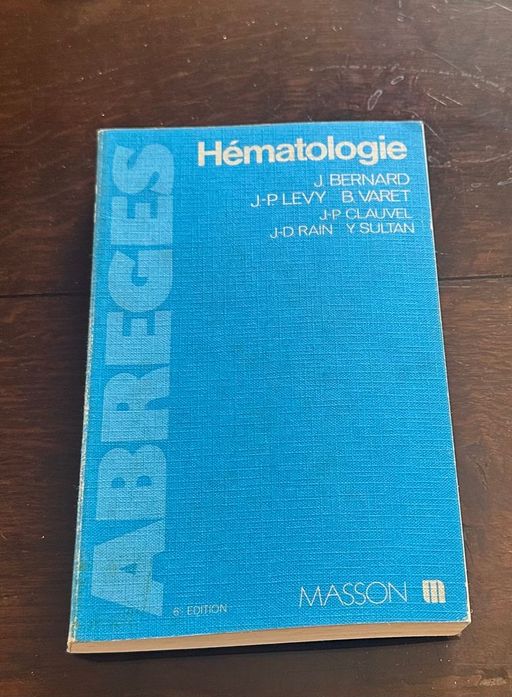 Hématologie
J. BERNARD
J.-P LEVY B. VARET
J.-P CLAUVEL
J.-D RAIN Y SULTAN
ABREGES
6e EDITION
MASSON m